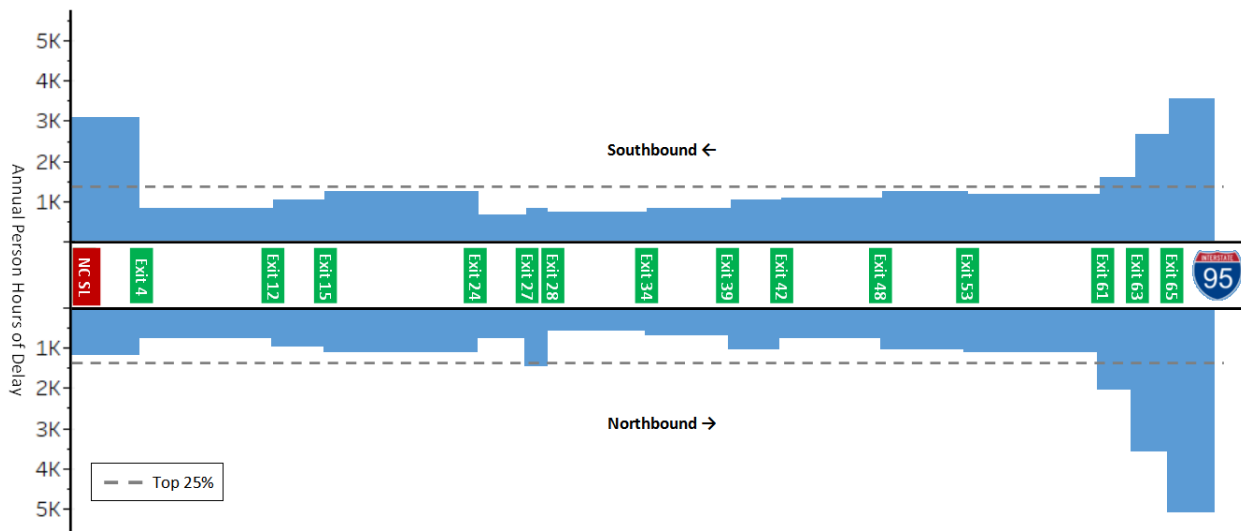 5K
4K
3K
2K
1K
Southbound ←
Annual Person Hours of Delay
NC SL
Exit 4
Exit 12
Exit 15
Exit 24
Exit 27
Exit 28
Exit 34
Exit 39
Exit 42
Exit 48
Exit 53
Exit 61
Exit 63
Exit 65
INTERSTATE
95
1K
2K
3K
4K
5K
Northbound →
Top 25%